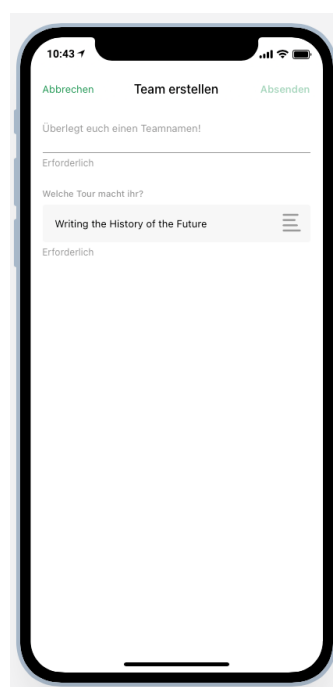 10:43
Abbrechen Team erstellen Absenden
Überlegt euch einen Teamnamen!
Erforderlich
Welche Tour macht ihr?
Writing the History of the Future
Erforderlich